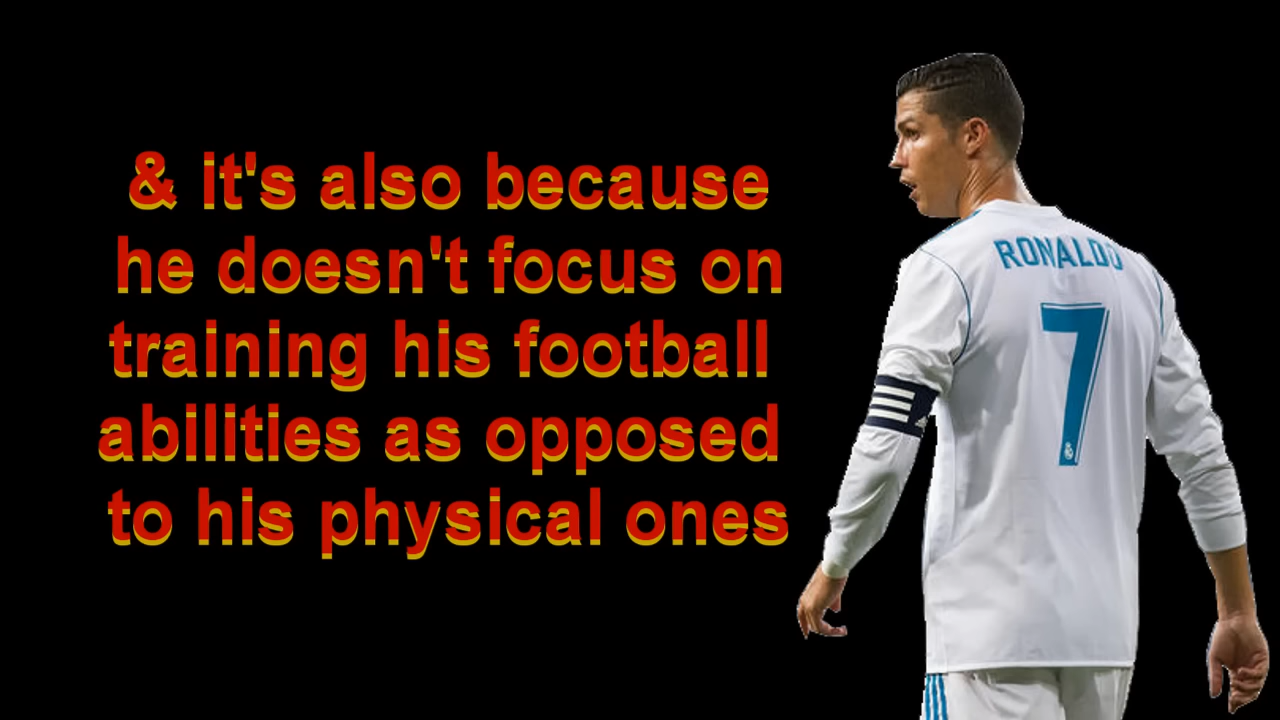 & it's also because
he doesn't focus on
training his football
abilities as opposed
to his physical ones
RONALDO
7